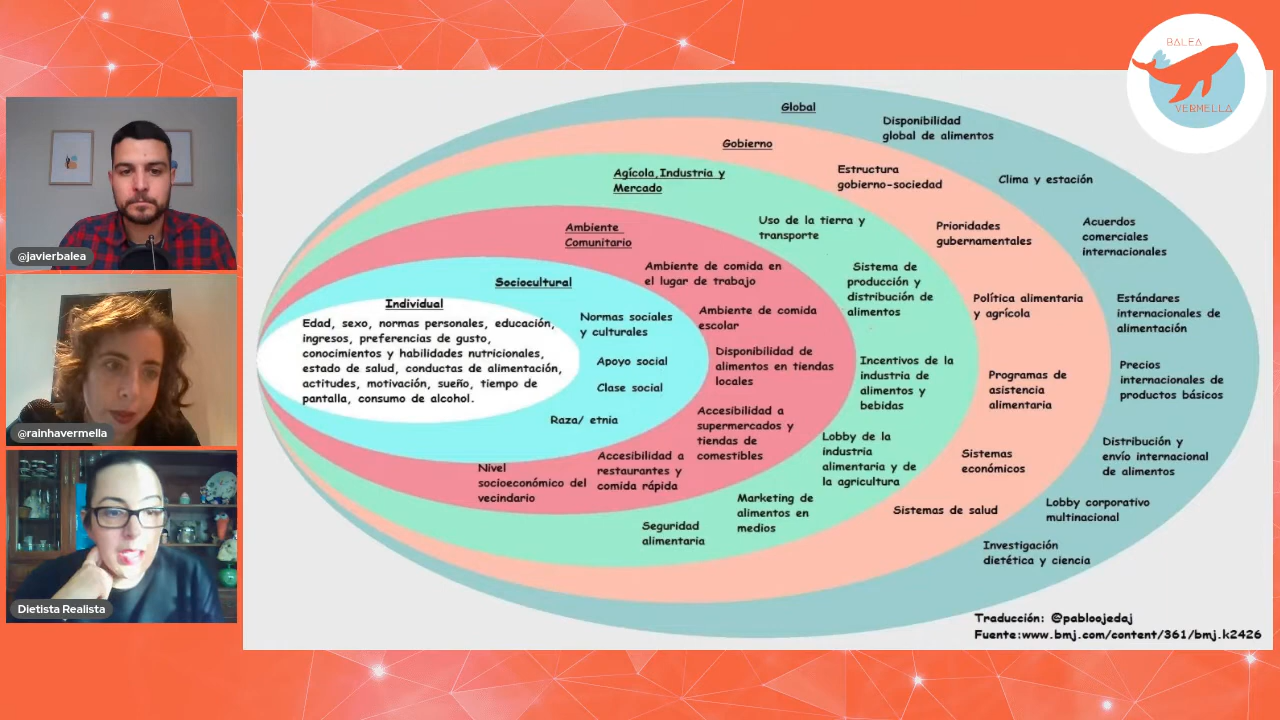 BALEA
VERMELLA
@javierbalea
@rainhavermella
Dietista Realista
Global
Disponibilidad
global de alimentos
Clima y estación
Acuerdos
comerciales
internacionales
Estándares
internacionales de
alimentación
Precios
internacionales de
productos básicos
Distribución y
envío internacional
de alimentos
Lobby corporativo
multinacional
Investigación
dietética y ciencia
Gobierno
Estructura
gobierno-sociedad
Prioridades
gubernamentales
Política alimentaria
y agrícola
Programas de
asistencia
alimentaria
Sistemas
económicos
Sistemas de salud
Agícola,Industria y
Mercado
Uso de la tierra y
transporte
Sistema de
producción y
distribución de
alimentos
Incentivos de la
industria de
alimentos y
bebidas
Lobby de la
industria
alimentaria y de
la agricultura
Marketing de
alimentos en
medios
Seguridad
alimentaria
Ambiente
Comunitario
Ambiente de comida en
el lugar de trabajo
Ambiente de comida
escolar
Disponibilidad de
alimentos en tiendas
locales
Accesibilidad a
supermercados y
tiendas de
comestibles
Accesibilidad a
restaurantes y
comida rápida
Nivel
socioeconómico del
vecindario
Sociocultural
Normas sociales
y culturales
Apoyo social
Clase social
Raza/ etnia
Individual
Edad, sexo, normas personales, educación,
ingresos, preferencias de gusto,
conocimientos y habilidades nutricionales,
estado de salud, conductas de alimentación,
actitudes, motivación, sueño, tiempo de
pantalla, consumo de alcohol.
Traducción: @pabloojedaj
Fuente:www.bmj.com/content/361/bmj.k2426